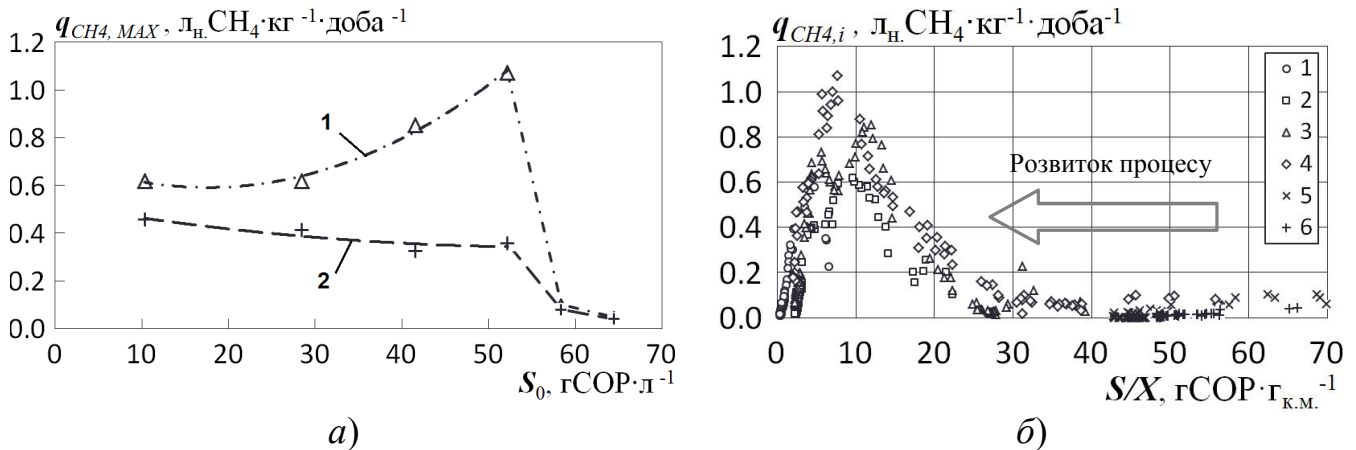 q_CH4, MAX , л_н.CH_4·кг^-1·доба^-1
1.2
1.0
0.8
0.6
0.4
0.2
0.0
1
2
0 10 20 30 40 50 60 70
S_0, гСОР·л^-1
а)
q_CH4,i , л_н.CH_4·кг^-1·доба^-1
1.2
1.0
0.8
0.6
0.4
0.2
0.0
Розвиток процесу
1
2
3
4
5
6
0 10 20 30 40 50 60 70
S/X, гСОР·г_к.м.^-1
б)